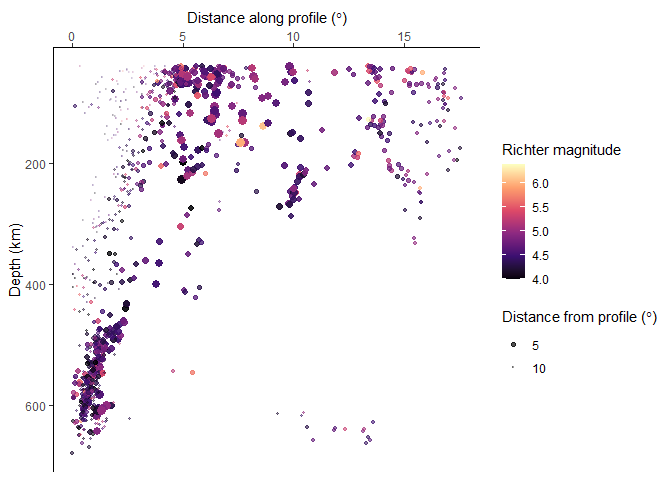 Distance along profile (°)
0 5 10 15
Depth (km)
200
400
600
Richter magnitude
6.0
5.5
5.0
4.5
4.0
Distance from profile (°)
5
10